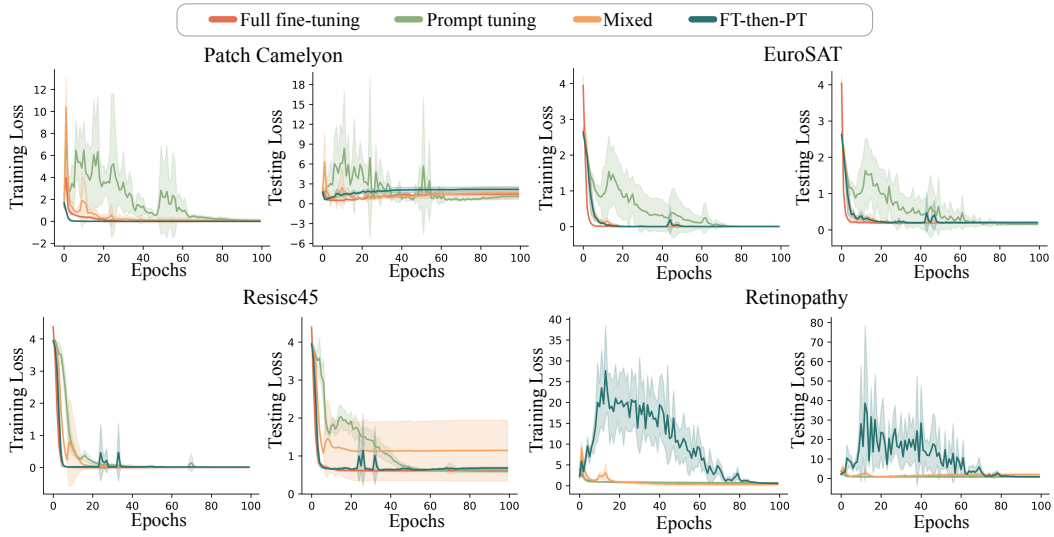 Full fine-tuning Prompt tuning Mixed FT-then-PT
Patch Camelyon EuroSAT
Training Loss
12
10
8
6
4
2
0
−2
0 20 40 60 80 100
Epochs
Testing Loss
18
15
12
9
6
3
0
−3
−6
0 20 40 60 80 100
Epochs
Training Loss
4
3
2
1
0
0 20 40 60 80 100
Epochs
Testing Loss
4
3
2
1
0
0 20 40 60 80 100
Epochs
Resisc45 Retinopathy
Training Loss
4
3
2
1
0
0 20 40 60 80 100
Epochs
Testing Loss
4
3
2
1
0
0 20 40 60 80 100
Epochs
Training Loss
40
35
30
25
20
15
10
5
0
0 20 40 60 80 100
Epochs
Testing Loss
80
70
60
50
40
30
20
10
0
0 20 40 60 80 100
Epochs